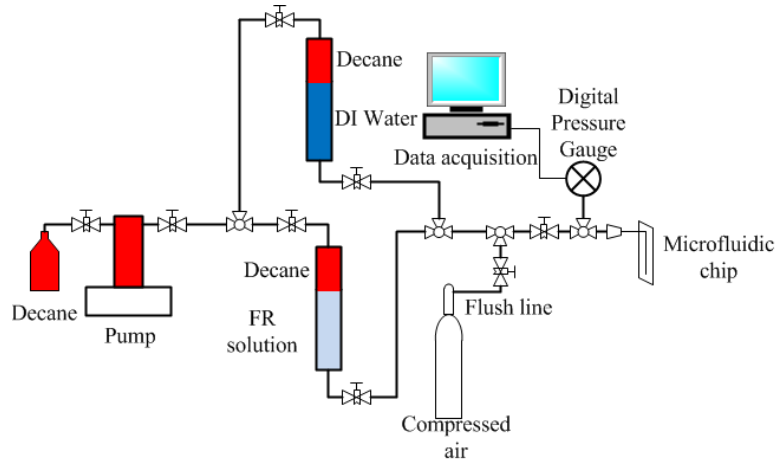 Decane
DI Water
Data acquisition
Digital
Pressure
Gauge
Decane
Pump
Decane
FR
solution
Flush line
Compressed
air
Microfluidic
chip